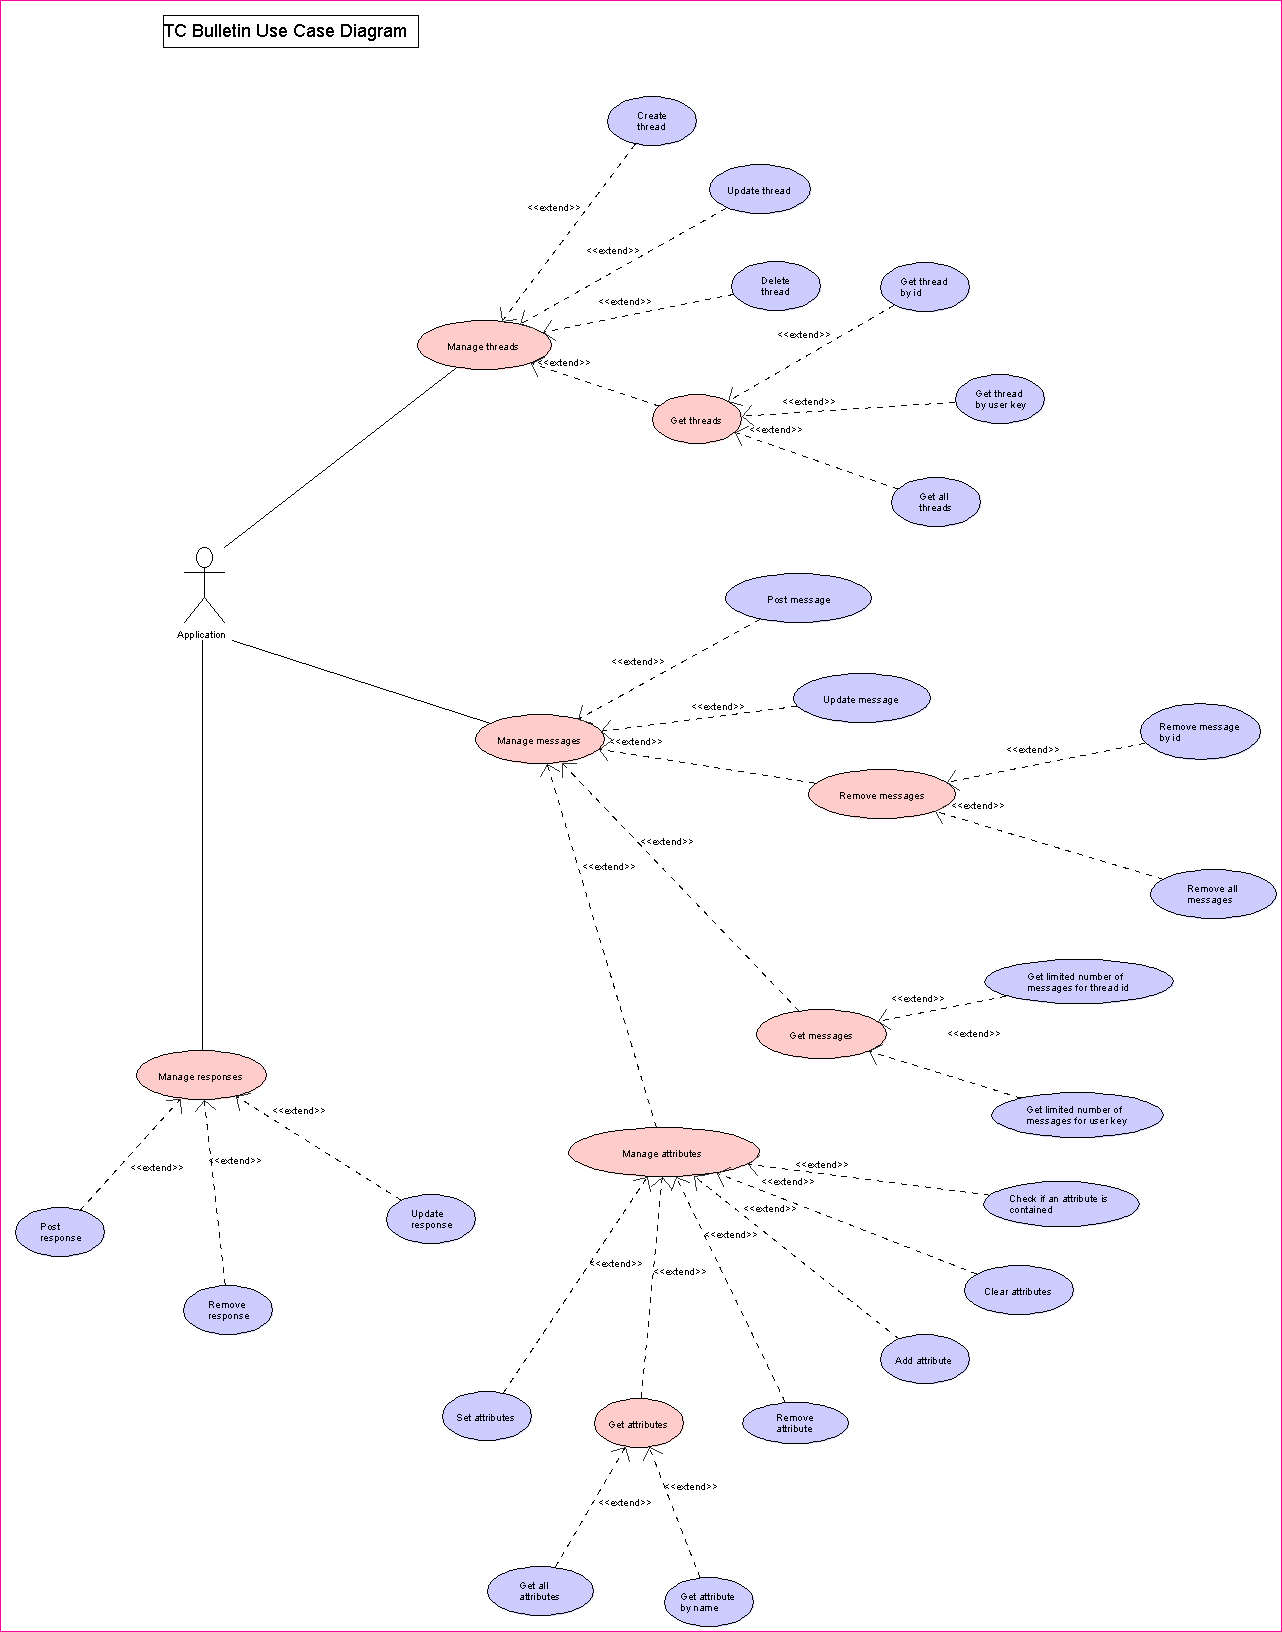 TC Bulletin Use Case Diagram
Create
thread
Update thread
<<extend>>
<<extend>>
Delete
thread
Get thread
by id
<<extend>>
<<extend>>
Manage threads
<<extend>>
Get thread
by user key
<<extend>>
Get threads
<<extend>>
Get all
threads
Post message
Application
<<extend>>
Update message
<<extend>>
Remove message
by id
Manage messages
<<extend>>
<<extend>>
Remove messages
<<extend>>
<<extend>>
<<extend>>
Remove all
messages
Get limited number of
messages for thread id
<<extend>>
Get messages
<<extend>>
Manage responses
<<extend>>
Get limited number of
messages for user key
Manage attributes
<<extend>>
<<extend>>
<<extend>>
<<extend>>
Check if an attribute is
contained
<<extend>>
Post
response
Update
response
<<extend>>
<<extend>>
<<extend>>
Clear attributes
Remove
response
Add attribute
Set attributes
Get attributes
Remove
attribute
<<extend>>
<<extend>>
Get all
attributes
Get attribute
by name